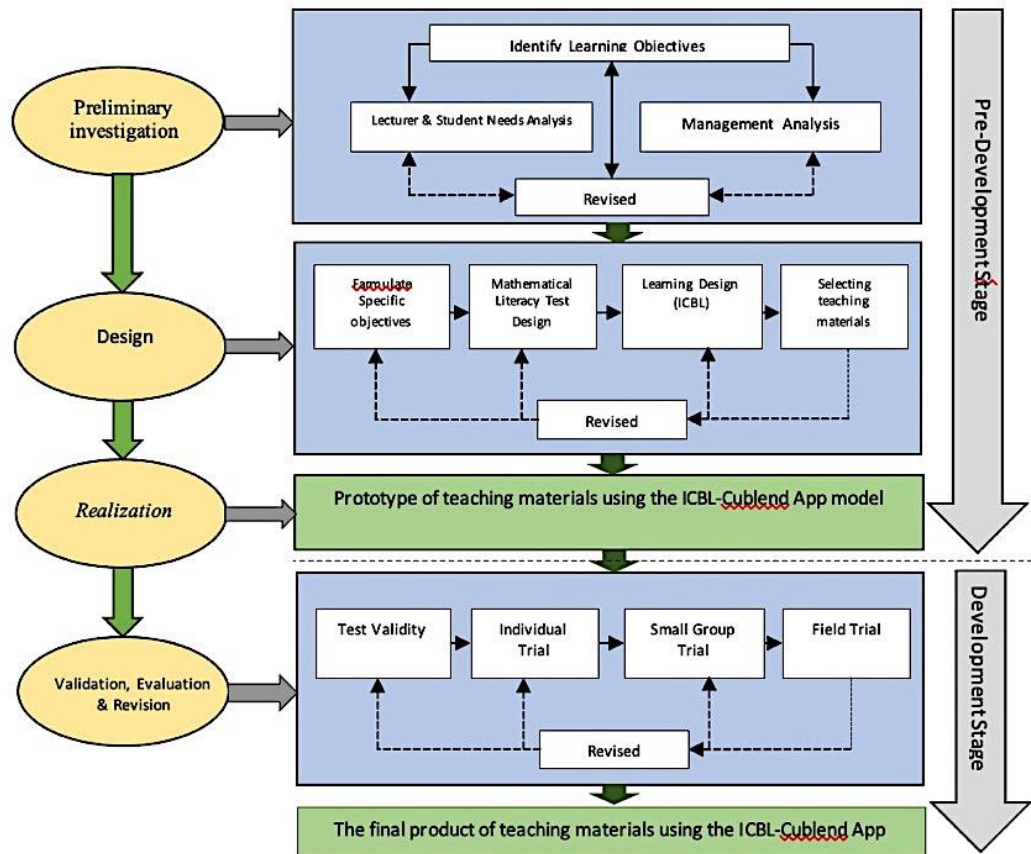 Preliminary
investigation
Identify Learning Objectives
Lecturer & Student Needs Analysis
Management Analysis
Revised
Pre-Development Stage
Design
Farmulate
Specific
objectives
Mathematical
Literacy Test
Design
Learning Design
(ICBL)
Selecting
teaching
materials
Revised
Realization
Prototype of teaching materials using the ICBL-Cublend App model
Validation, Evaluation
& Revision
Test Validity
Individual
Trial
Small Group
Trial
Field Trial
Revised
Development Stage
The final product of teaching materials using the ICBL-Cublend App